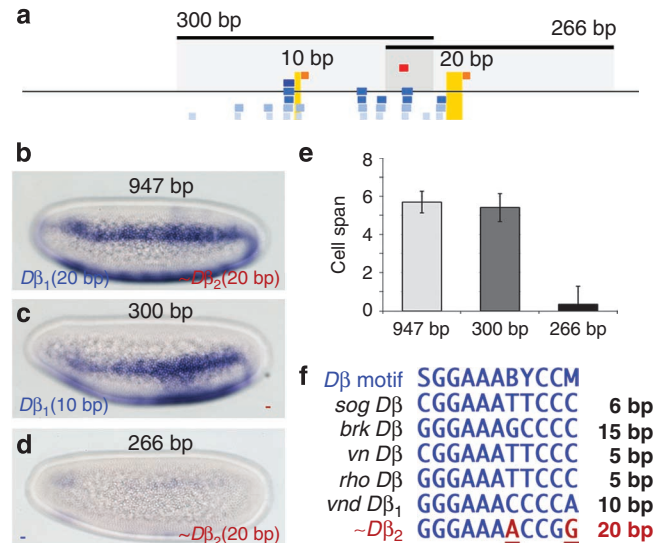 a
300 bp
266 bp
10 bp
20 bp
b
947 bp
Dβ1(20 bp)
~Dβ2(20 bp)
c
300 bp
Dβ1(10 bp)
-
d
266 bp
-
~Dβ2(20 bp)
e
8
6
4
2
0
Cell span
947 bp
300 bp
266 bp
f
Dβ motif SGGAAABYCCM
sog Dβ CGGAAATTCCC 6 bp
brk Dβ GGGAAAGCCCC 15 bp
vn Dβ GGGAAATTCCC 5 bp
rho Dβ GGGAAATTCCC 5 bp
vnd Dβ1 GGGAAACCCCA 10 bp
~Dβ2 GGGAAAACCGG 20 bp